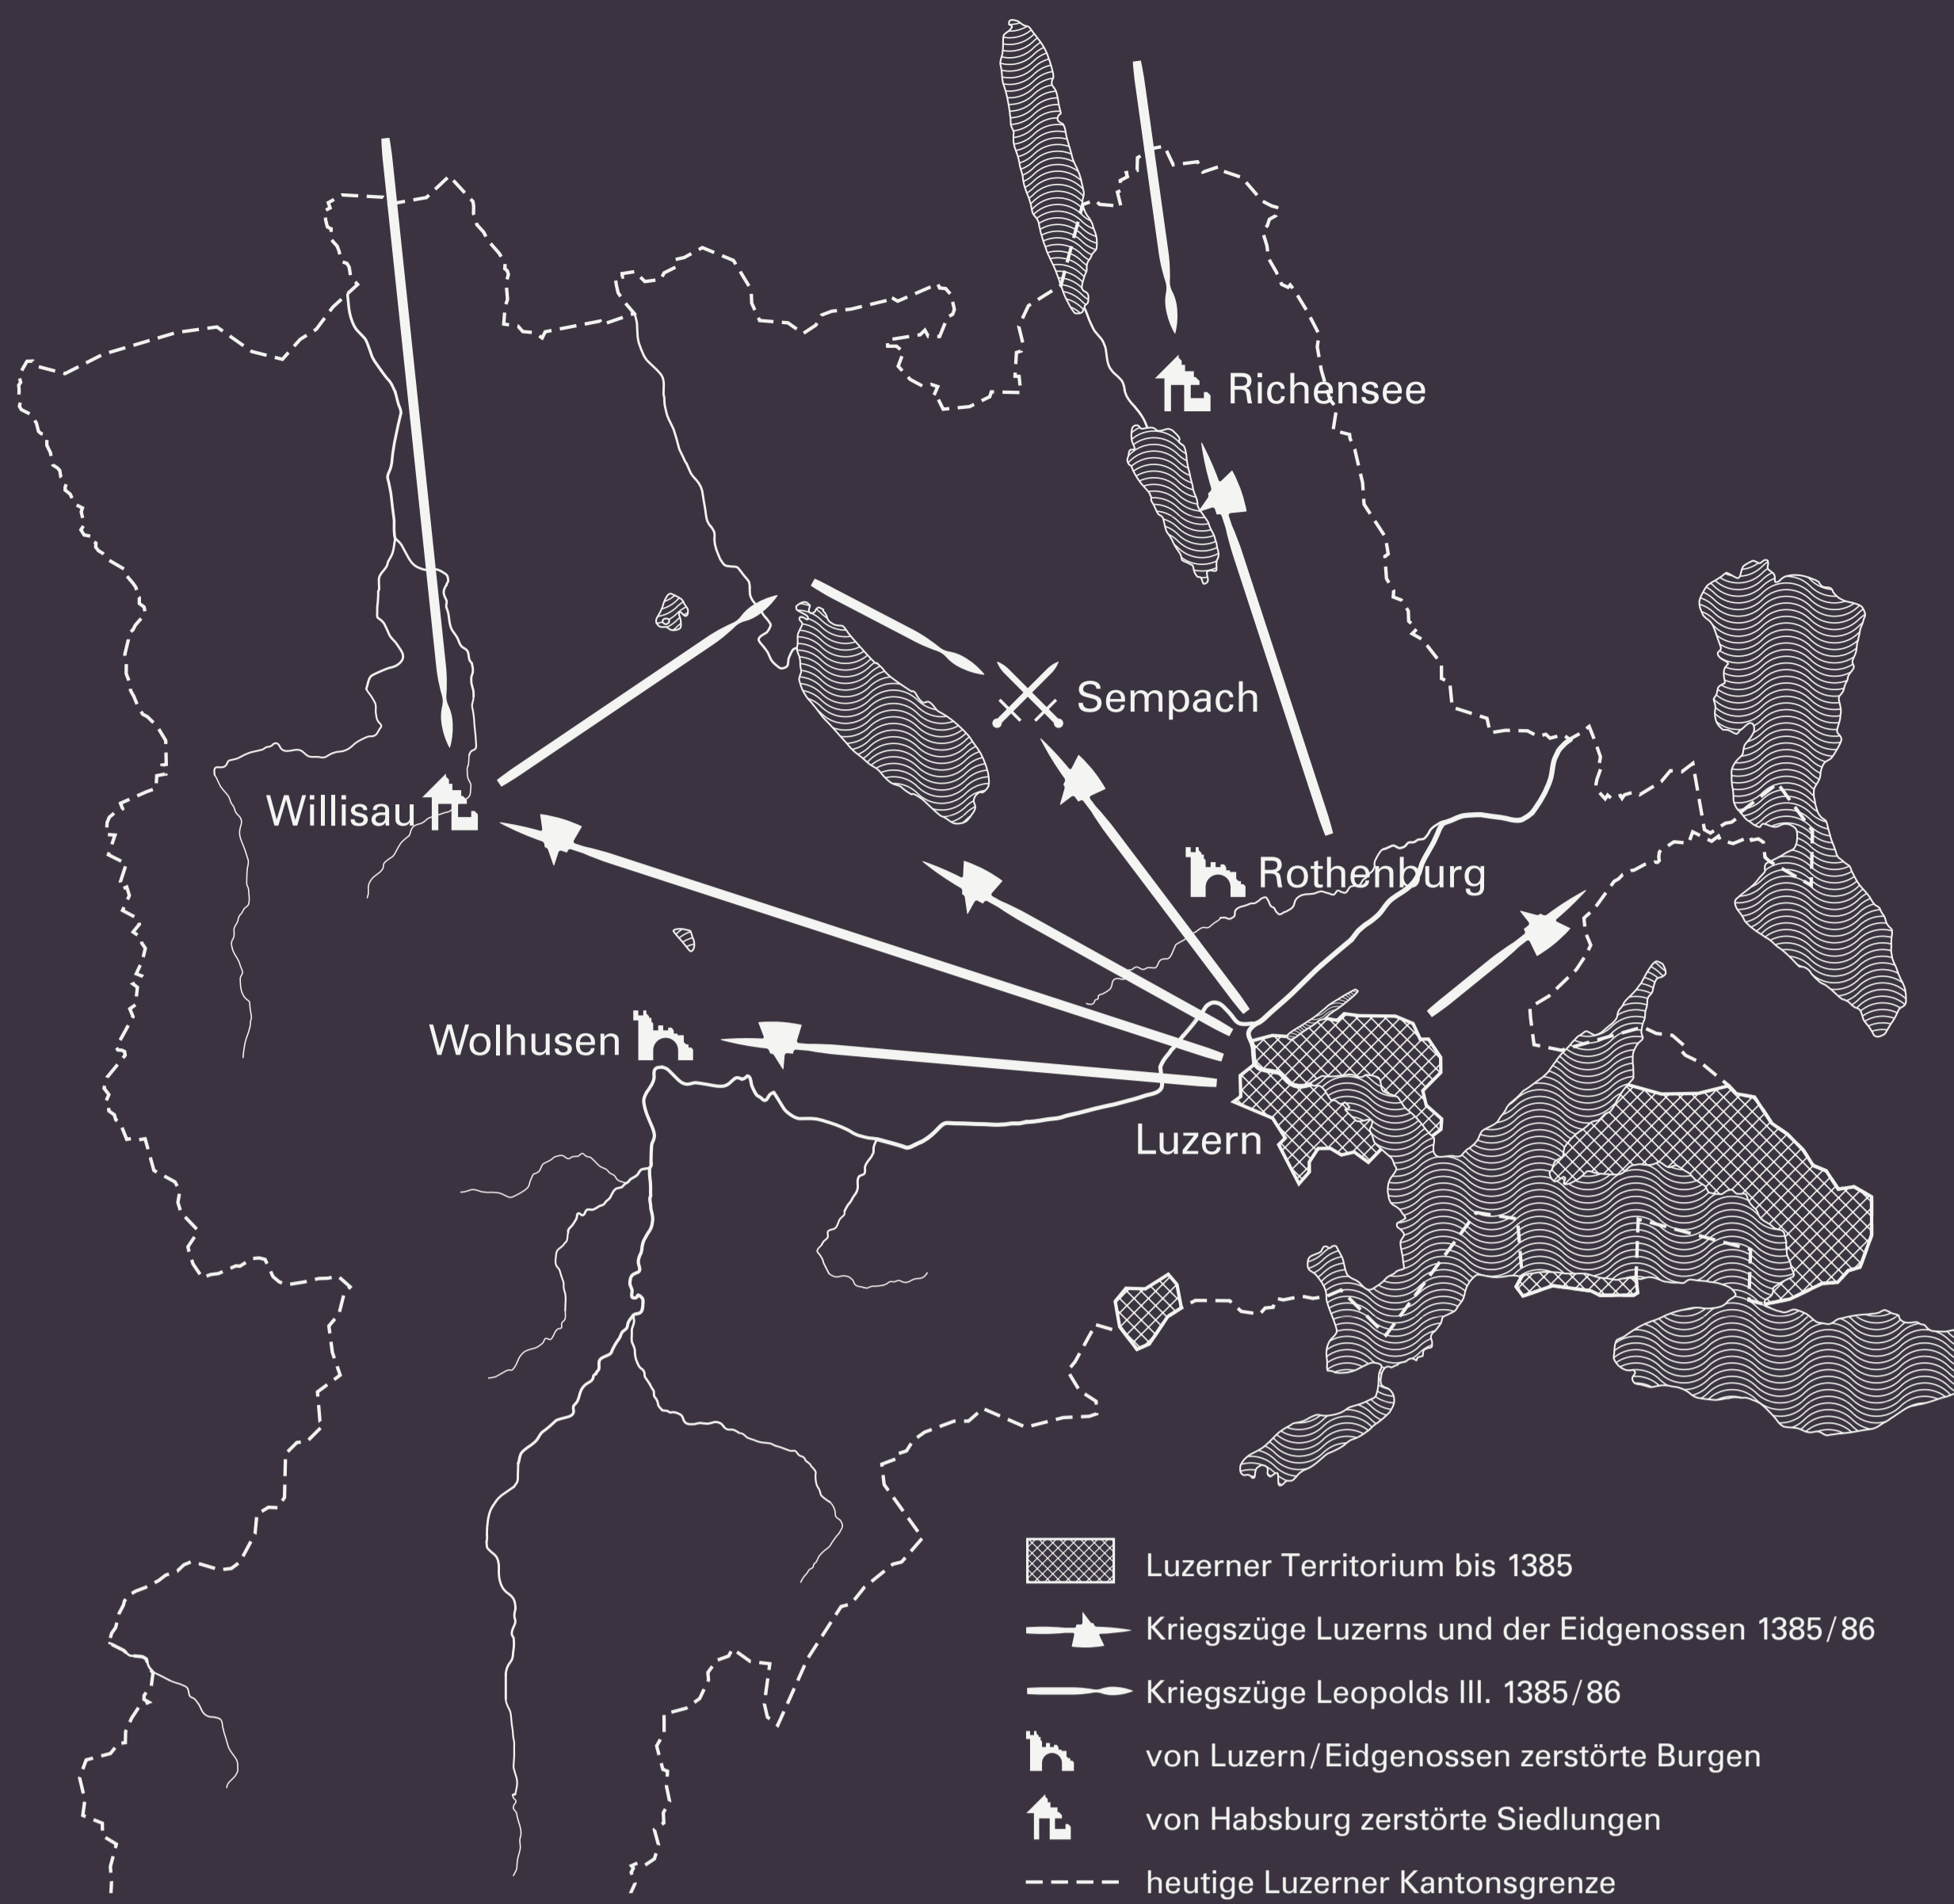 Richensee
Sempach
Willisau
Rothenburg
Wolhusen
Luzern
Luzerner Territorium bis 1385
Kriegszüge Luzerns und der Eidgenossen 1385/86
Kriegszüge Leopolds III. 1385/86
von Luzern/Eidgenossen zerstörte Burgen
von Habsburg zerstörte Siedlungen
heutige Luzerner Kantonsgrenze